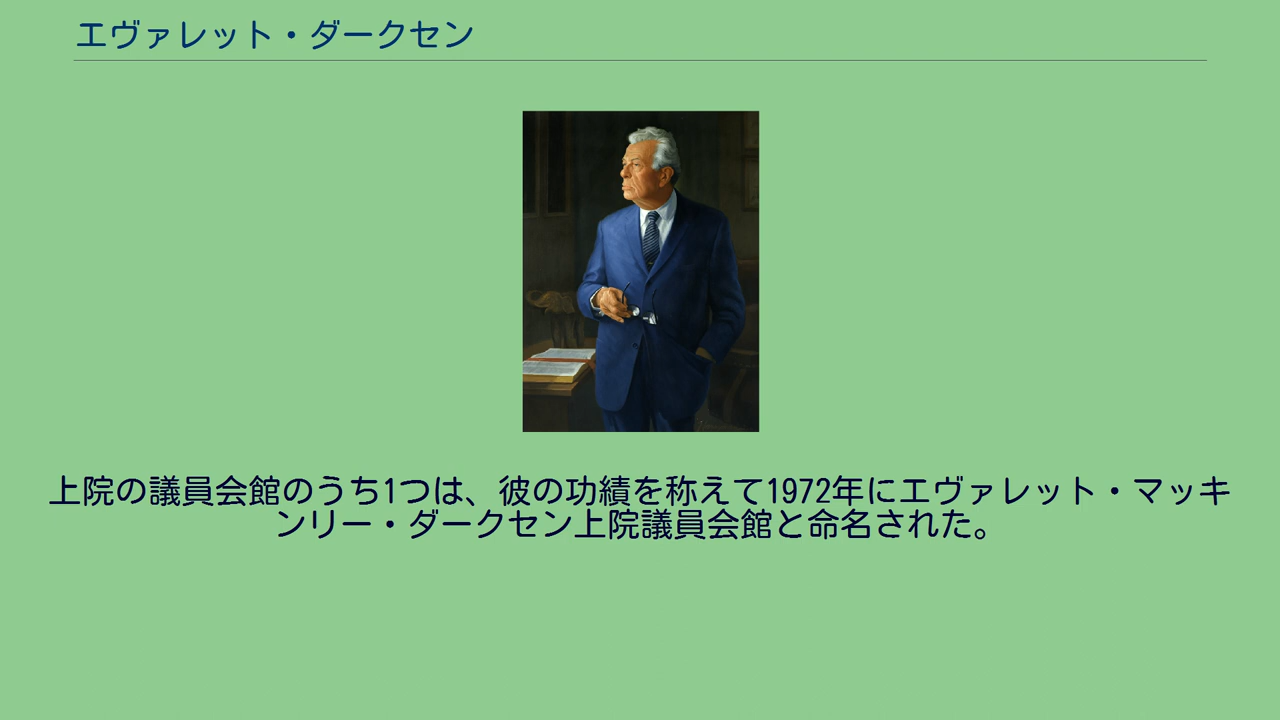 エヴァレット・ダークセン
上院の議員会館のうち1つは、彼の功績を称えて1972年にエヴァレット・マッキ
ンリー・ダークセン上院議員会館と命名された。